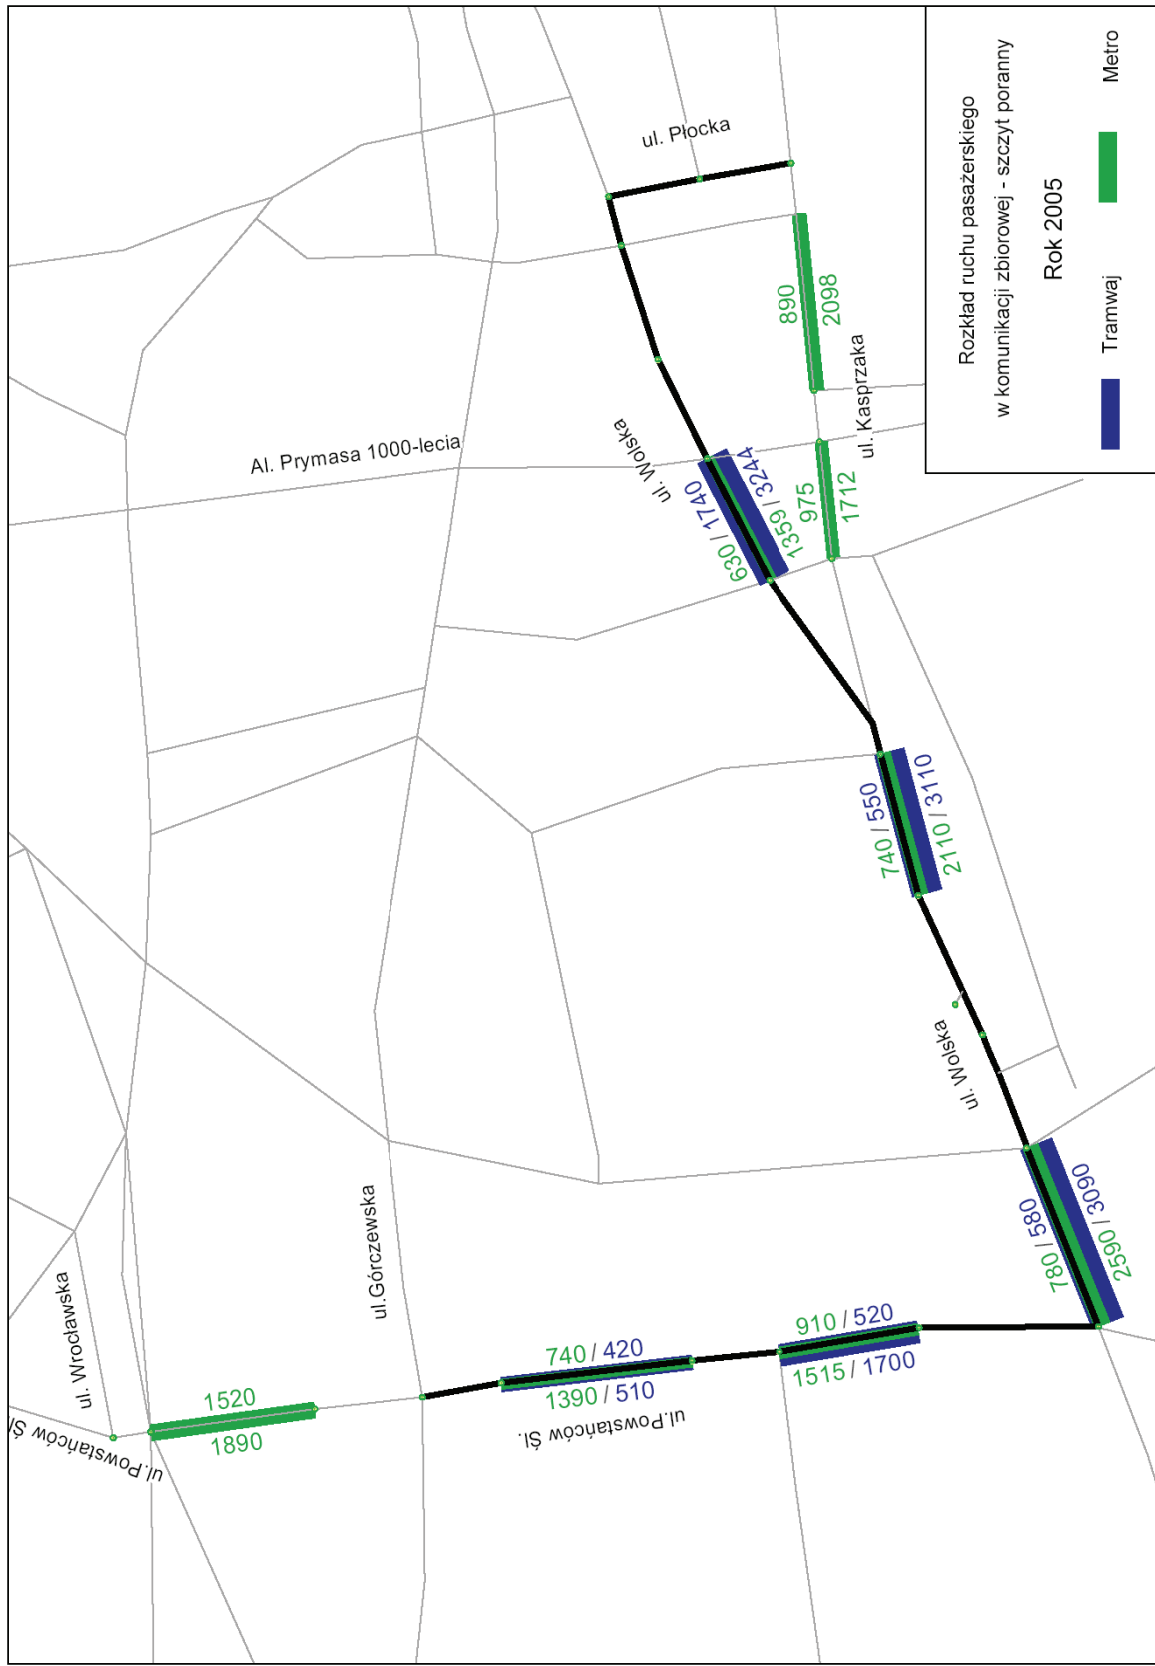 ul. Płocka
Al. Prymasa 1000-lecia
ul. Wolska
890
2098
ul. Kasprzaka
630 / 1740
1359 / 3244
975
1712
740 / 550
2110 / 3110
ul. Wolska
780 / 580
2590 / 3090
ul.Górczewska
ul. Wrocławska
ul.Powstańców Śl.
1520
1890
740 / 420
1390 / 510
ul.Powstańców Śl.
910 / 520
1515 / 1700
Rozkład ruchu pasażerskiego
w komunikacji zbiorowej - szczyt poranny
Rok 2005
Tramwaj
Metro